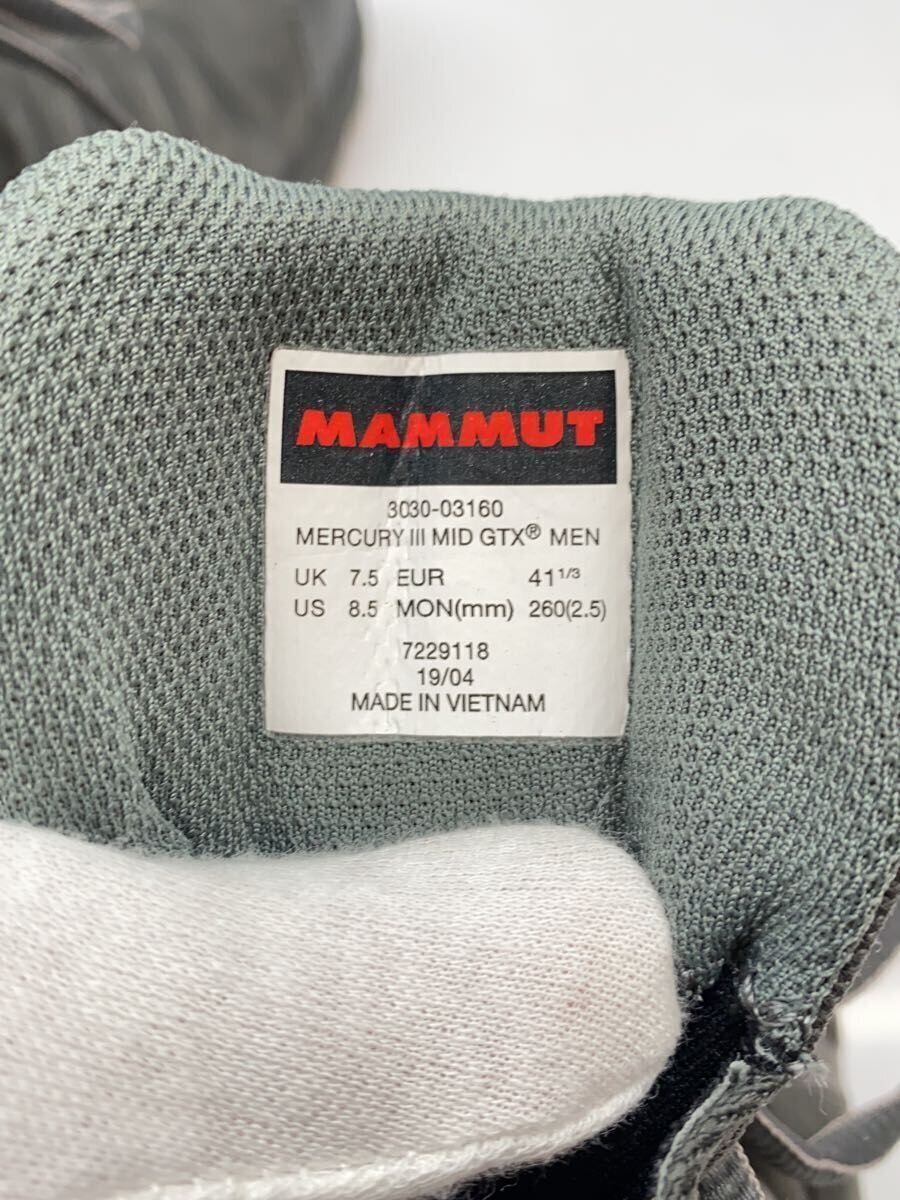 MAMMUT
3030-03160
MERCURY III MID GTX® MEN
UK 7.5 EUR 41 1/3
US 8.5 MON(mm) 260(2.5)
7229118
19/04
MADE IN VIETNAM